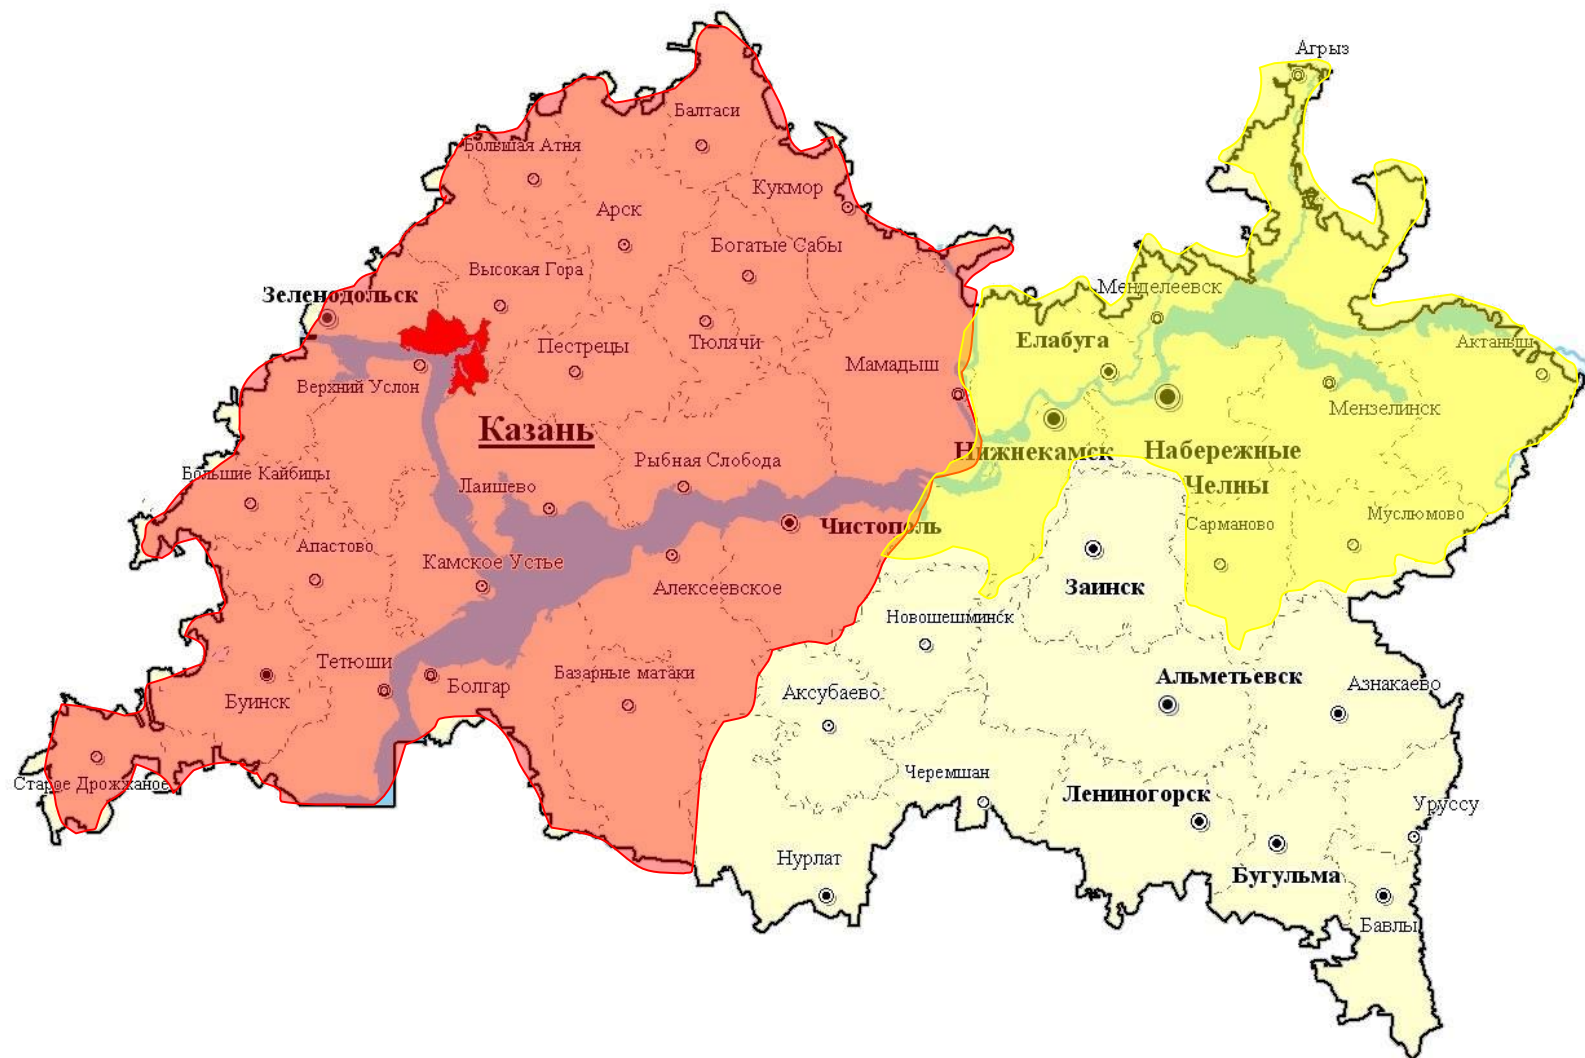 Агрыз
Балтаси
Большая Атня
Кукмор
Арск
Богатые Сабы
Высокая Гора
Зеленодольск
Менделеевск
Елабуга
Пестрецы
Тюлячи
Актаныш
Мамадыш
Верхний Услон
Мензелинск
Казань
Нижнекамск
Набережные
Челны
Рыбная Слобода
Большие Кайбицы
Лаишево
Чистополь
Сарманово
Муслюмово
Апастово
Камское Устье
Алексеевское
Заинск
Новошешминск
Тетюши
Базарные матаки
Болгар
Буинск
Аксубаево
Альметьевск
Азнакаево
Старое Дрожжаное
Черемшан
Лениногорск
Уруссу
Нурлат
Бугульма
Бавлы